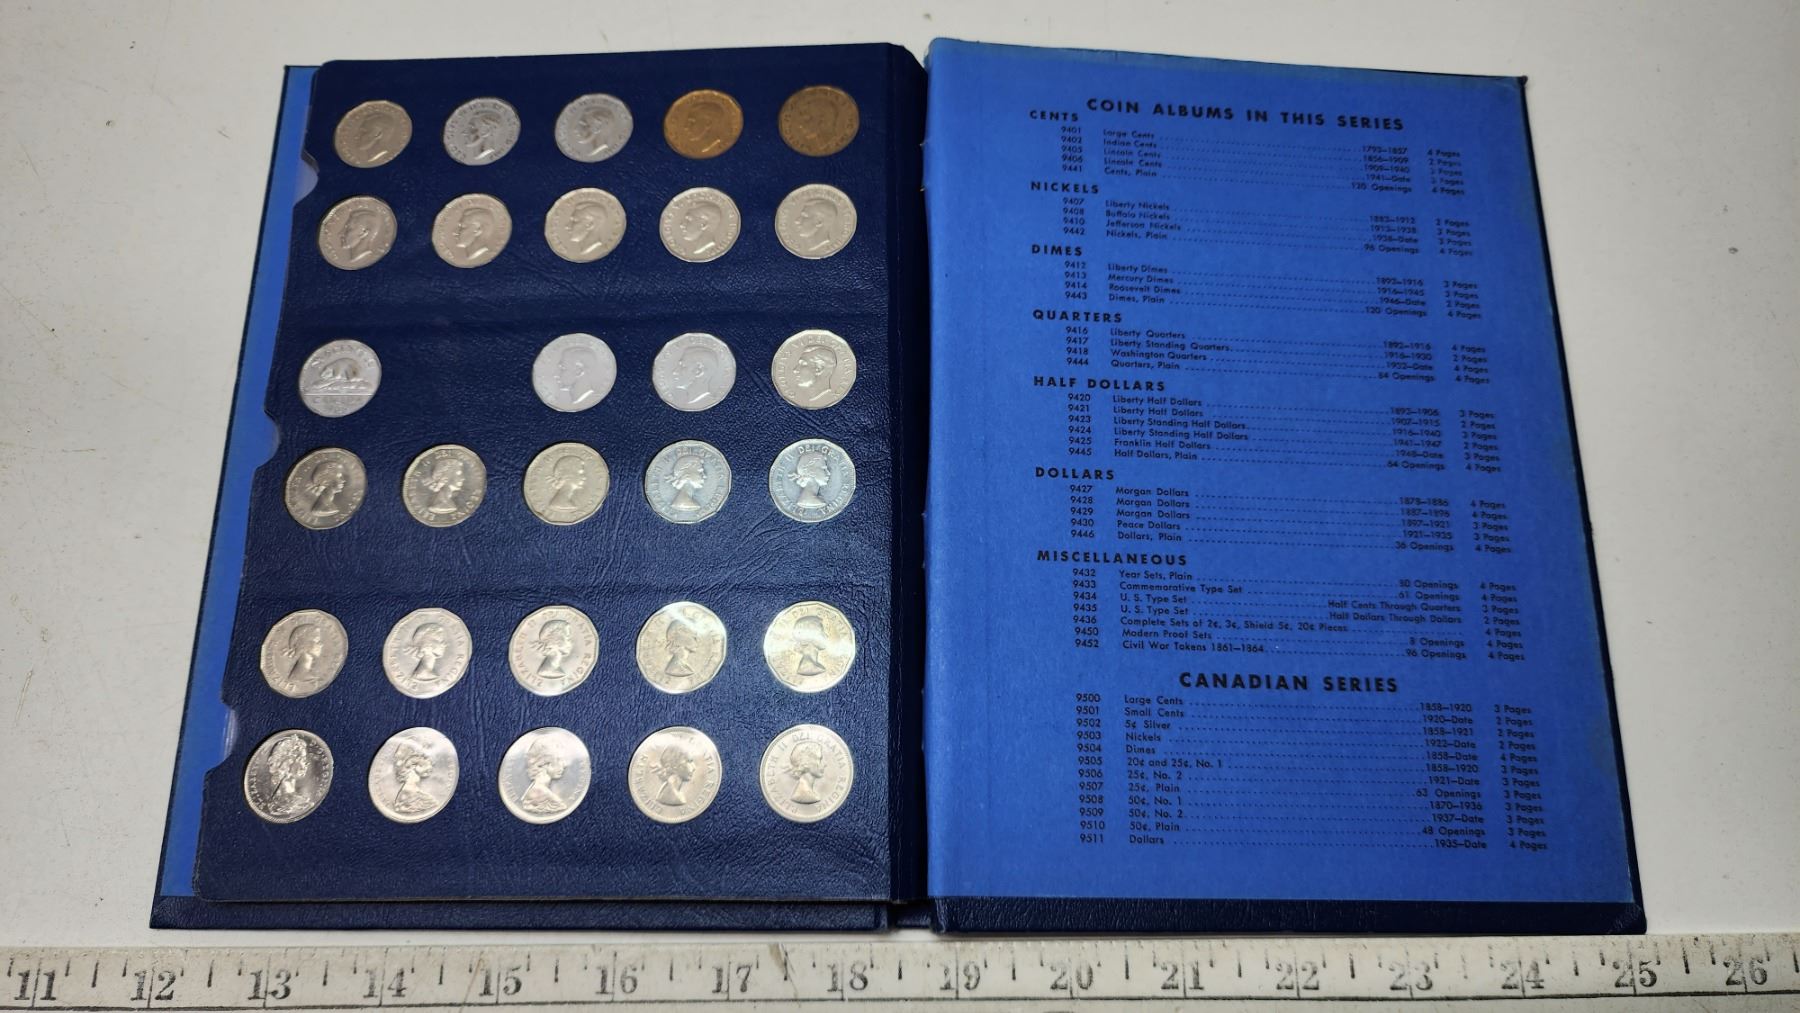 COIN ALBUMS IN THIS SERIES
CENTS
9401 Large Cents 1793–1857 4 Pages
9402 Indian Cents 1856–1909 2 Pages
9405 Lincoln Cents 1909–1940 3 Pages
9406 Lincoln Cents 1941–Date 3 Pages
9441 Cents, Plain 120 Openings 4 Pages
NICKELS
9407 Liberty Nickels 1883–1912 2 Pages
9408 Buffalo Nickels 1913–1938 3 Pages
9410 Jefferson Nickels 1938–Date 3 Pages
9442 Nickels, Plain 96 Openings 4 Pages
DIMES
9412 Liberty Dimes 1892–1916 3 Pages
9413 Mercury Dimes 1916–1945 3 Pages
9414 Roosevelt Dimes 1946–Date 2 Pages
9443 Dimes, Plain 120 Openings 4 Pages
QUARTERS
9416 Liberty Quarters 1892–1916 4 Pages
9417 Liberty Standing Quarters 1916–1930 2 Pages
9418 Washington Quarters 1932–Date 4 Pages
9444 Quarters, Plain 84 Openings 4 Pages
HALF DOLLARS
9420 Liberty Half Dollars 1892–1906 3 Pages
9421 Liberty Half Dollars 1907–1915 2 Pages
9423 Liberty Standing Half Dollars 1916–1940 3 Pages
9424 Liberty Standing Half Dollars 1941–1947 2 Pages
9425 Franklin Half Dollars 1948–Date 3 Pages
9445 Half Dollars, Plain 64 Openings 4 Pages
DOLLARS
9427 Morgan Dollars 1878–1886 4 Pages
9428 Morgan Dollars 1887–1896 4 Pages
9429 Morgan Dollars 1897–1921 3 Pages
9430 Peace Dollars 1921–1935 3 Pages
9446 Dollars, Plain 36 Openings 4 Pages
MISCELLANEOUS
9432 Year Sets, Plain 80 Openings 4 Pages
9433 Commemorative Type Set 61 Openings 4 Pages
9434 U. S. Type Set Half Cents Through Quarters 3 Pages
9435 U. S. Type Set Half Dollars Through Dollars 2 Pages
9436 Complete Sets of 2¢, 3¢, Shield 5¢, 20¢ Pieces 4 Pages
9450 Modern Proof Sets 8 Openings 4 Pages
9452 Civil War Tokens 1861–1864 96 Openings 4 Pages
CANADIAN SERIES
9500 Large Cents 1858–1920 3 Pages
9501 Small Cents 1920–Date 2 Pages
9502 5¢ Silver 1858–1921 2 Pages
9503 Nickels 1922–Date 2 Pages
9504 Dimes 1858–Date 4 Pages
9505 20¢ and 25¢, No. 1 1858–1920 3 Pages
9506 25¢, No. 2 1921–Date 3 Pages
9507 25¢, Plain 63 Openings 3 Pages
9508 50¢, No. 1 1870–1936 3 Pages
9509 50¢, No. 2 1937–Date 3 Pages
9510 50¢, Plain 48 Openings 3 Pages
9511 Dollars 1935–Date 4 Pages
CANADA
11 12 13 14 15 16 17 18 19 20 21 22 23 24 25 26